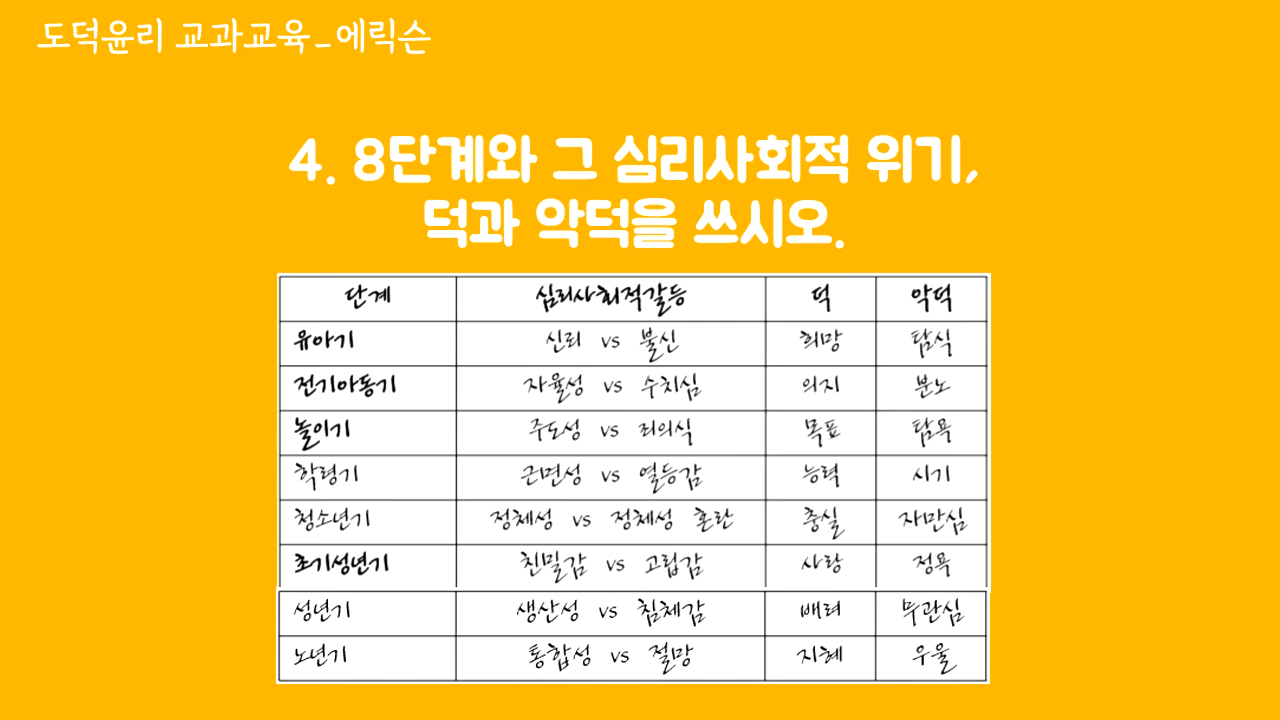 도덕윤리 교과교육_에릭슨
4. 8단계와 그 심리사회적 위기,
덕과 악덕을 쓰시오.
단계 심리사회적갈등 덕 악덕
유아기 신뢰 vs 불신 희망 탐식
전기아동기 자율성 vs 수치심 의지 분노
놀이기 주도성 vs 죄의식 목표 탐욕
학령기 근면성 vs 열등감 능력 시기
청소년기 정체성 vs 정체성 혼란 충실 자만심
초기성년기 친밀감 vs 고립감 사랑 정욕
성년기 생산성 vs 침체감 배려 무관심
노년기 통합성 vs 절망 지혜 우울